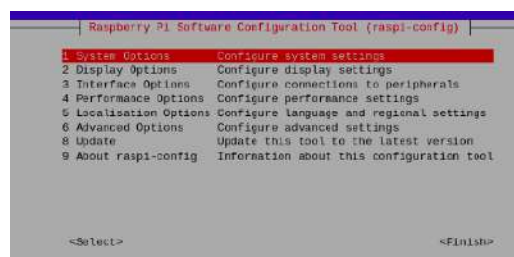 Raspberry Pi Software Configuration Tool (raspi-config)
1 System Options Configure system settings
2 Display Options Configure display settings
3 Interface Options Configure connections to peripherals
4 Performance Options Configure performance settings
5 Localisation Options Configure language and regional settings
6 Advanced Options Configure advanced settings
8 Update Update this tool to the latest version
9 About raspi-config Information about this configuration tool
<Select> <Finish>